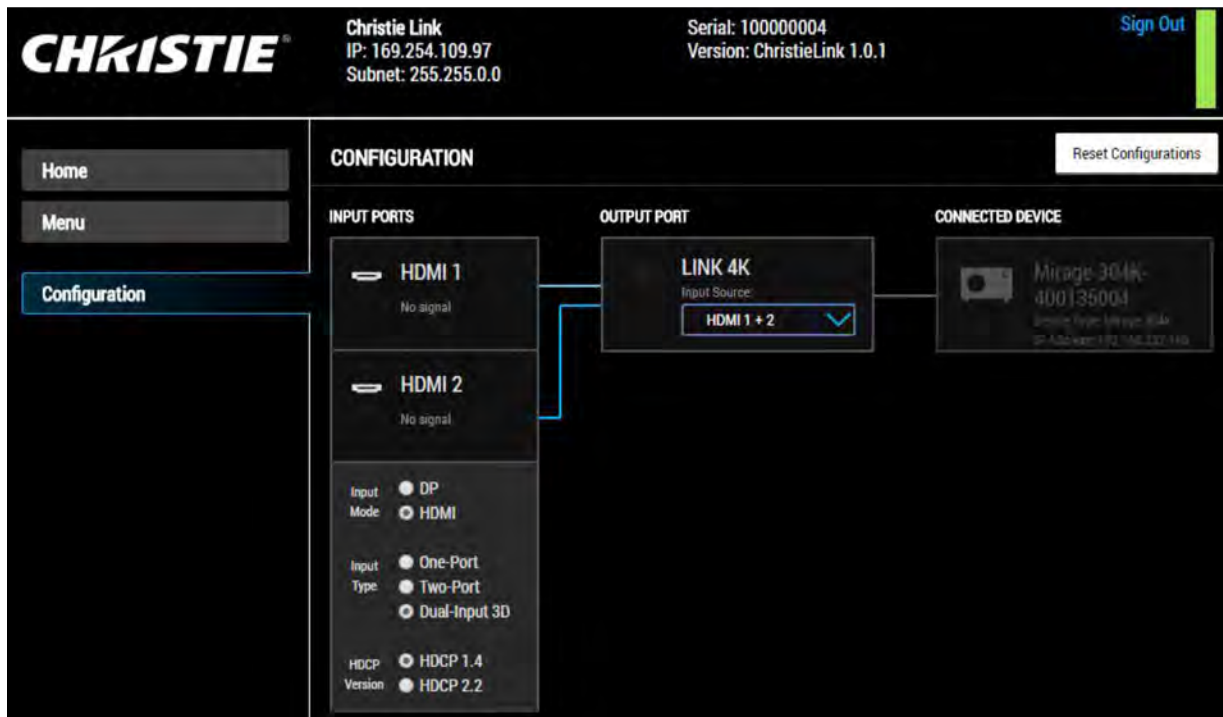 CHRISTIE®
Christie Link
IP: 169.254.109.97
Subnet: 255.255.0.0
Serial: 100000004
Version: ChristieLink 1.0.1
Sign Out
Home
Menu
Configuration
CONFIGURATION
Reset Configurations
INPUT PORTS
HDMI 1
No signal
HDMI 2
No signal
Input Mode
DP
HDMI
Input Type
One-Port
Two-Port
Dual-Input 3D
HDCP Version
HDCP 1.4
HDCP 2.2
OUTPUT PORT
LINK 4K
Input Source:
HDMI 1 + 2
CONNECTED DEVICE
Mirage 304K-
400135004